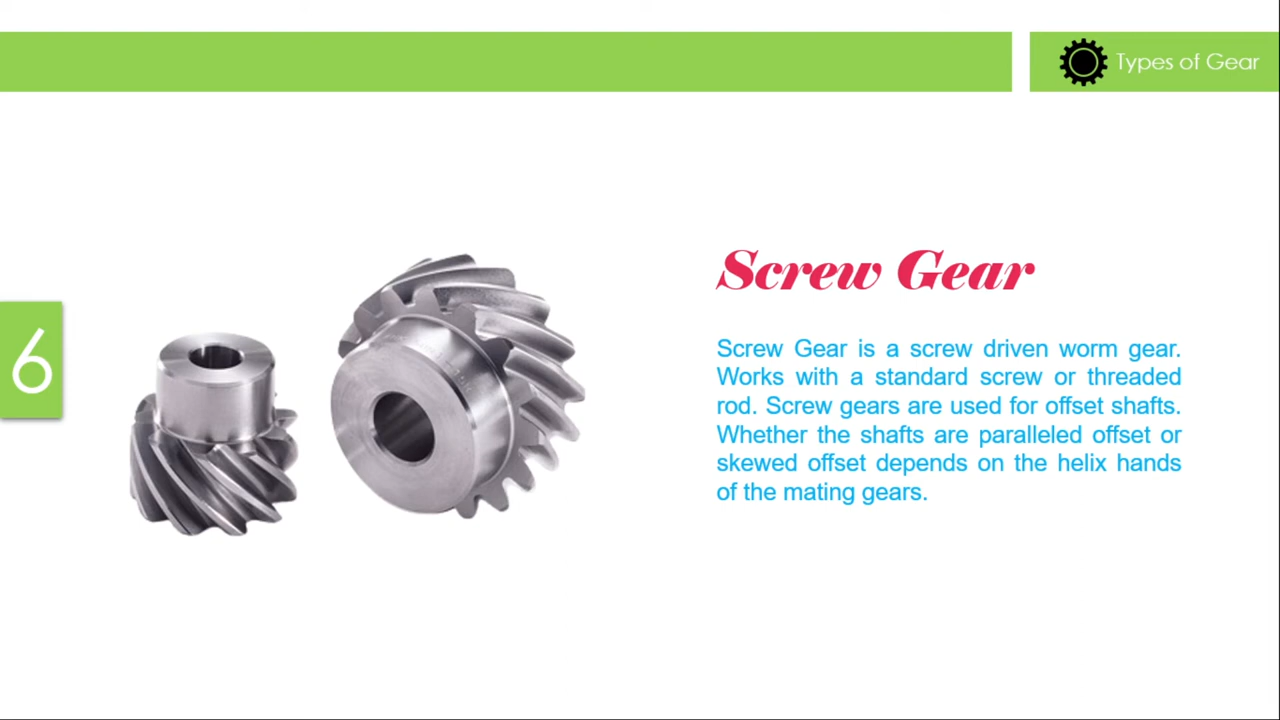 Types of Gear
Screw Gear
6
Screw Gear is a screw driven worm gear.
Works with a standard screw or threaded
rod. Screw gears are used for offset shafts.
Whether the shafts are paralleled offset or
skewed offset depends on the helix hands
of the mating gears.